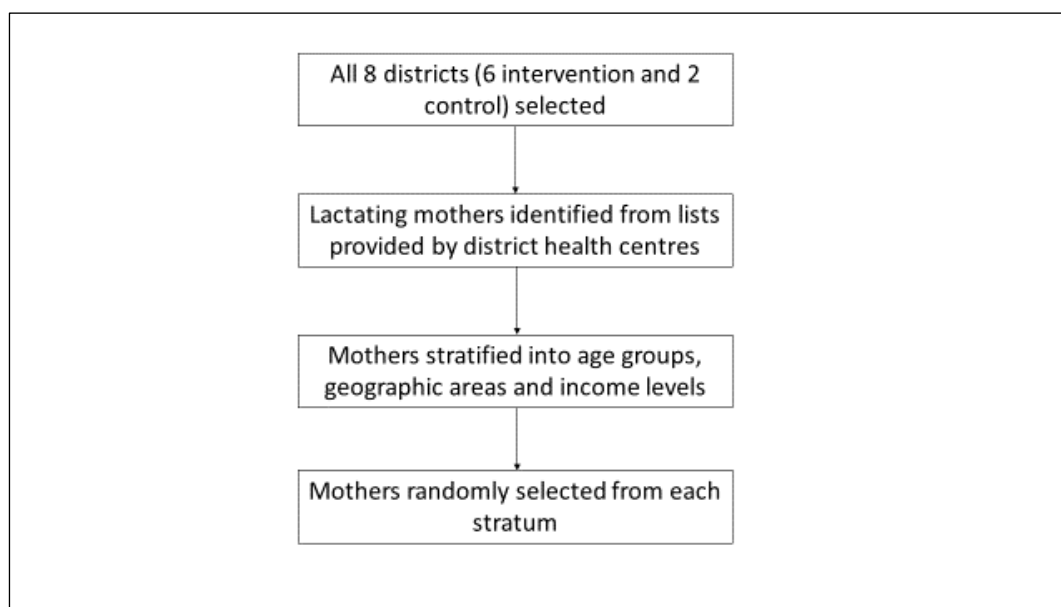 All 8 districts (6 intervention and 2
control) selected
Lactating mothers identified from lists
provided by district health centres
Mothers stratified into age groups,
geographic areas and income levels
Mothers randomly selected from each
stratum